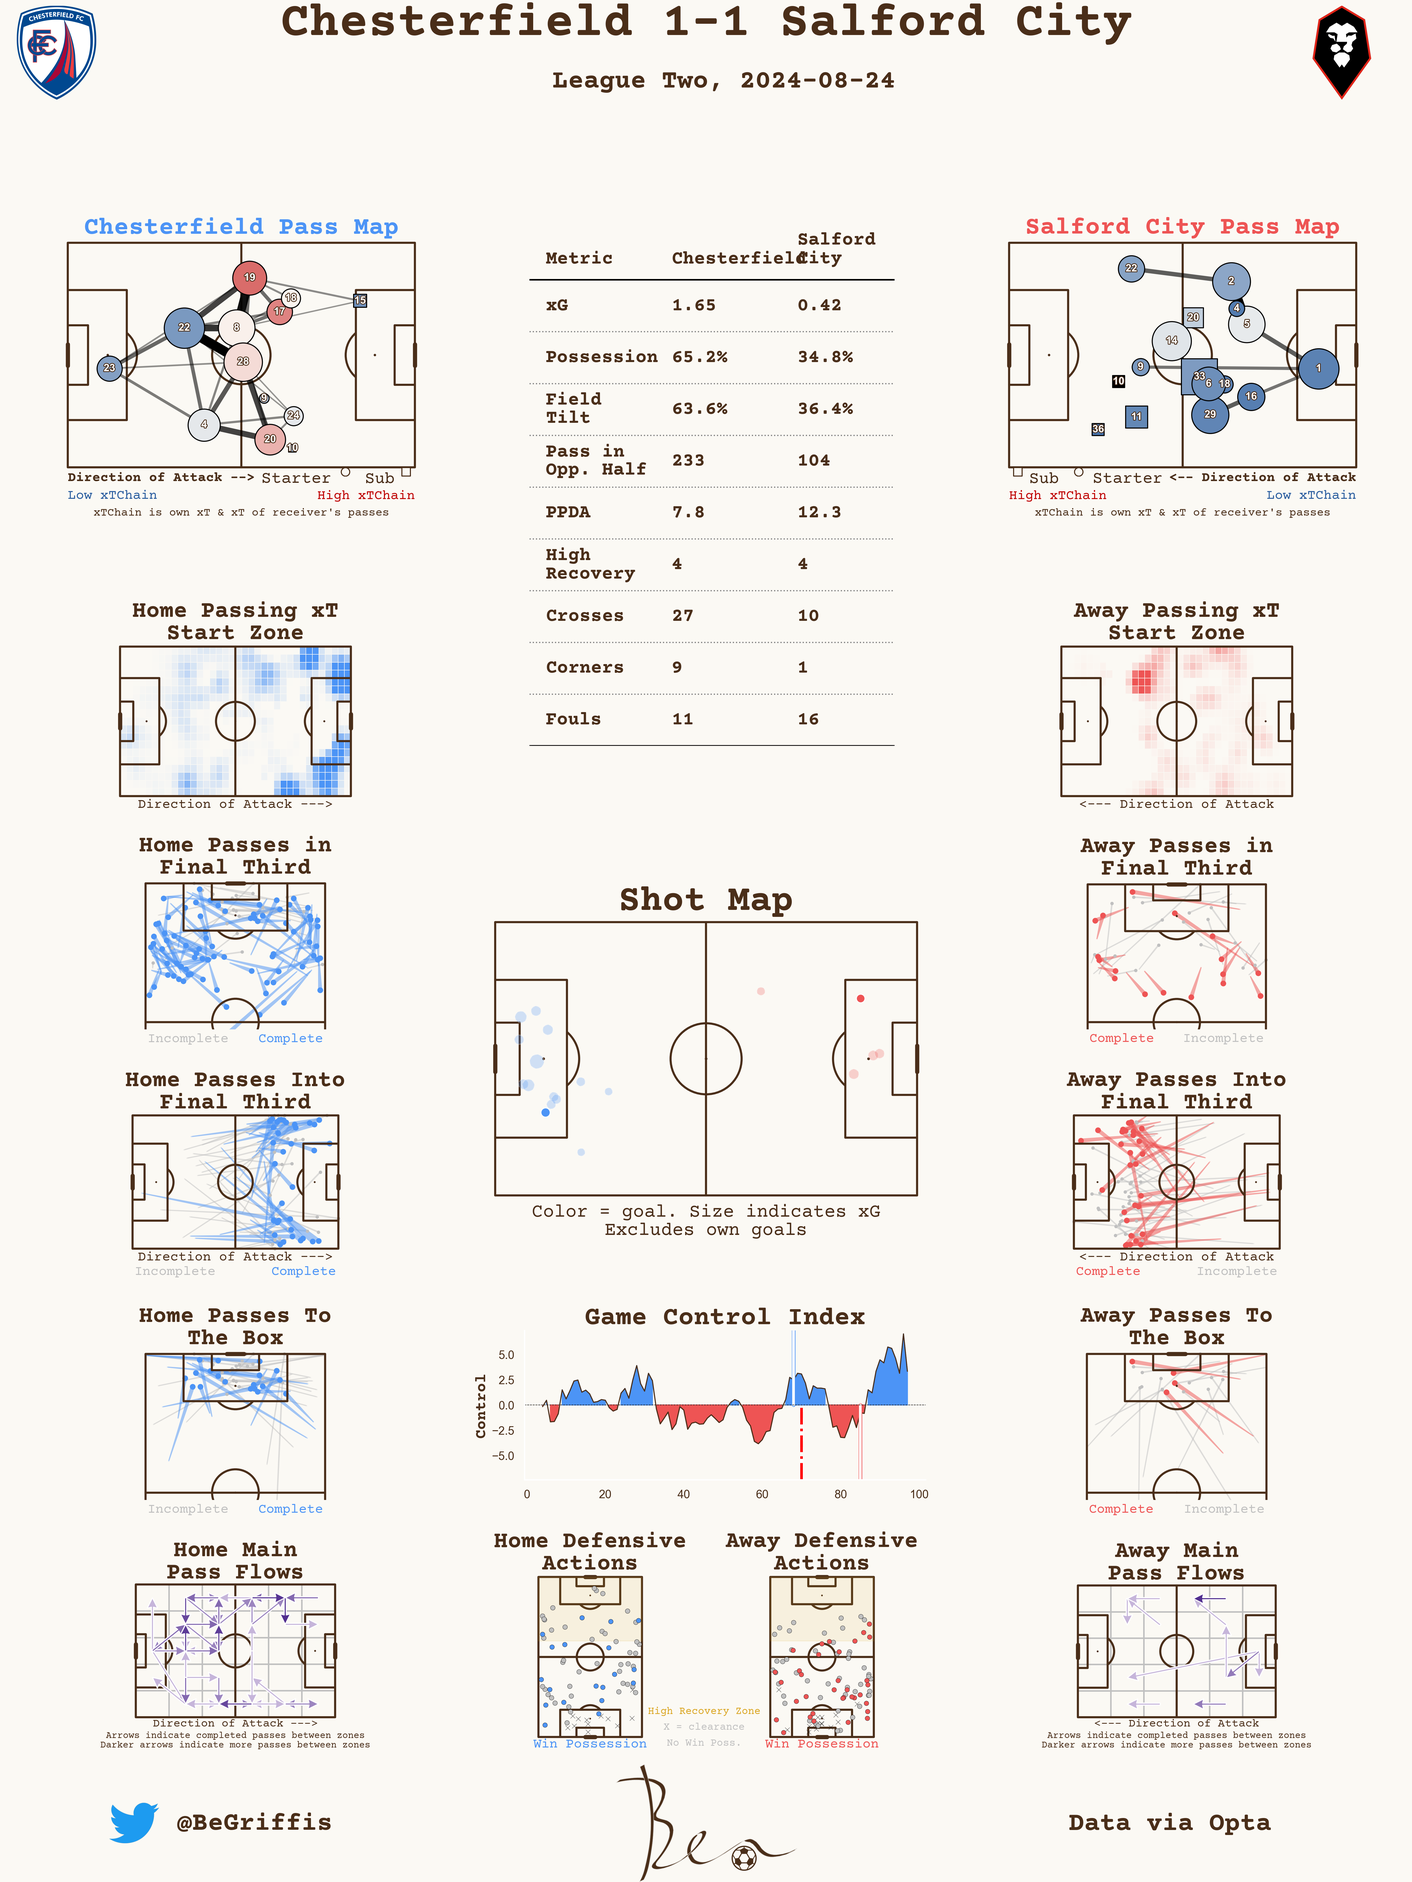 Chesterfield 1-1 Salford City
League Two, 2024-08-24
CHESTERFIELD FC
Chesterfield Pass Map
19
18
17
15
22
8
28
23
9
24
4
20
10
Direction of Attack --> Starter Sub
Low xTChain High xTChain
xTChain is own xT & xT of receiver's passes
Metric Chesterfield Salford City
xG 1.65 0.42
Possession 65.2% 34.8%
Field Tilt 63.6% 36.4%
Pass in Opp. Half 233 104
PPDA 7.8 12.3
High Recovery 4 4
Crosses 27 10
Corners 9 1
Fouls 11 16
Salford City Pass Map
22
2
4
20
5
14
9
1
33
10
6
18
16
11
29
36
Sub Starter <-- Direction of Attack
High xTChain Low xTChain
xTChain is own xT & xT of receiver's passes
Home Passing xT
Start Zone
Direction of Attack --->
Away Passing xT
Start Zone
<--- Direction of Attack
Home Passes in
Final Third
Incomplete Complete
Away Passes in
Final Third
Complete Incomplete
Shot Map
Color = goal. Size indicates xG
Excludes own goals
Home Passes Into
Final Third
Direction of Attack --->
Incomplete Complete
Away Passes Into
Final Third
<--- Direction of Attack
Complete Incomplete
Home Passes To
The Box
Incomplete Complete
Game Control Index
Control
5.0
2.5
0.0
−2.5
−5.0
0 20 40 60 80 100
Away Passes To
The Box
Complete Incomplete
Home Main
Pass Flows
Direction of Attack --->
Arrows indicate completed passes between zones
Darker arrows indicate more passes between zones
Home Defensive
Actions
Win Possession
High Recovery Zone
X = clearance
No Win Poss.
Away Defensive
Actions
Win Possession
Away Main
Pass Flows
<--- Direction of Attack
Arrows indicate completed passes between zones
Darker arrows indicate more passes between zones
@BeGriffis
Ben
Data via Opta